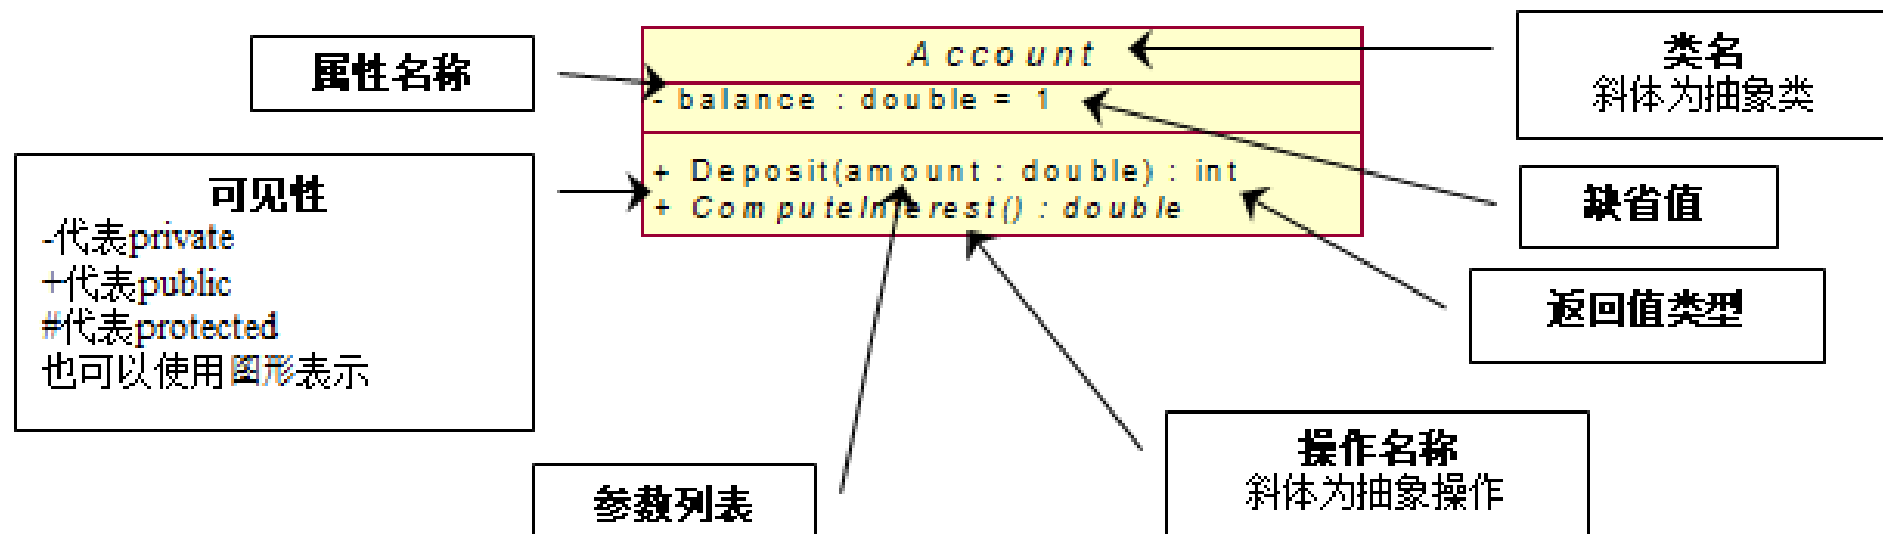 属性名称
Account
类名
斜体为抽象类
- balance : double = 1
可见性
-代表private
+代表public
#代表protected
也可以使用图形表示
+ Deposit(amount : double) : int
+ ComputeInterest() : double
缺省值
返回值类型
操作名称
斜体为抽象操作
参数列表